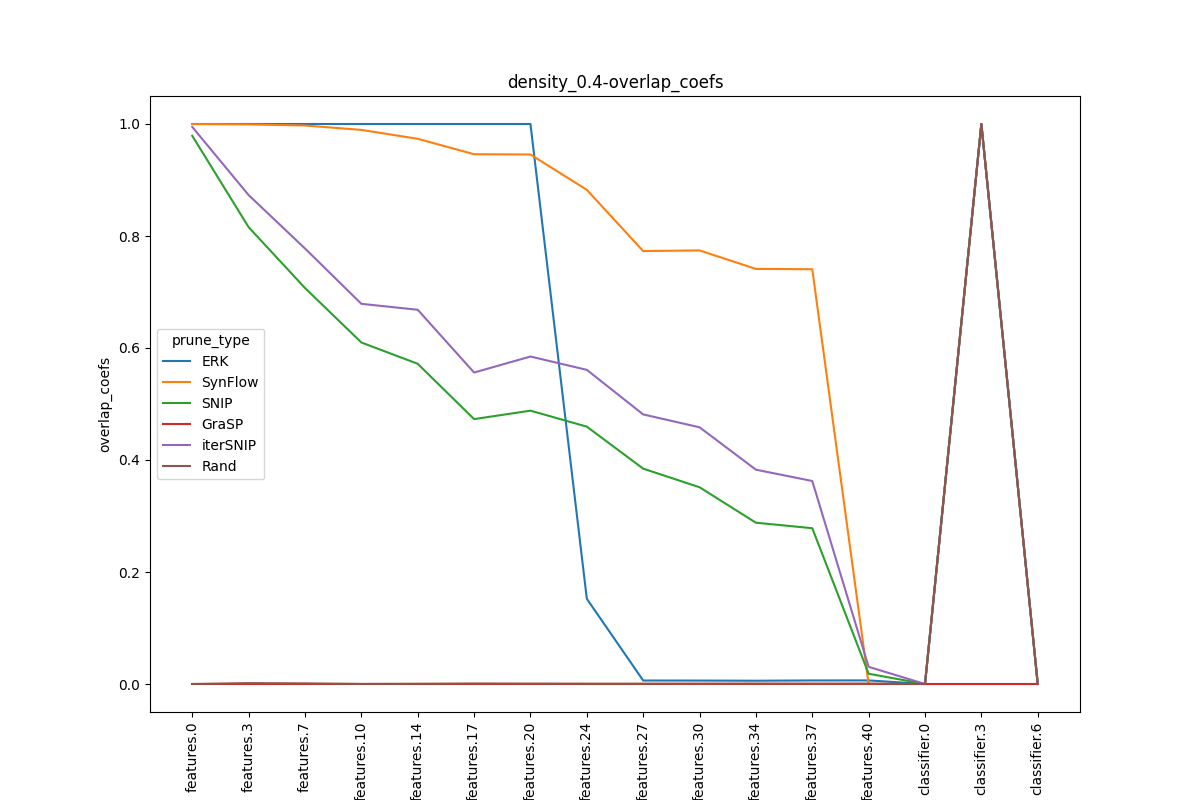 density_0.4-overlap_coefs
overlap_coefs
1.0
0.8
0.6
0.4
0.2
0.0
prune_type
ERK
SynFlow
SNIP
GraSP
iterSNIP
Rand
features.0
features.3
features.7
features.10
features.14
features.17
features.20
features.24
features.27
features.30
features.34
features.37
features.40
classifier.0
classifier.3
classifier.6